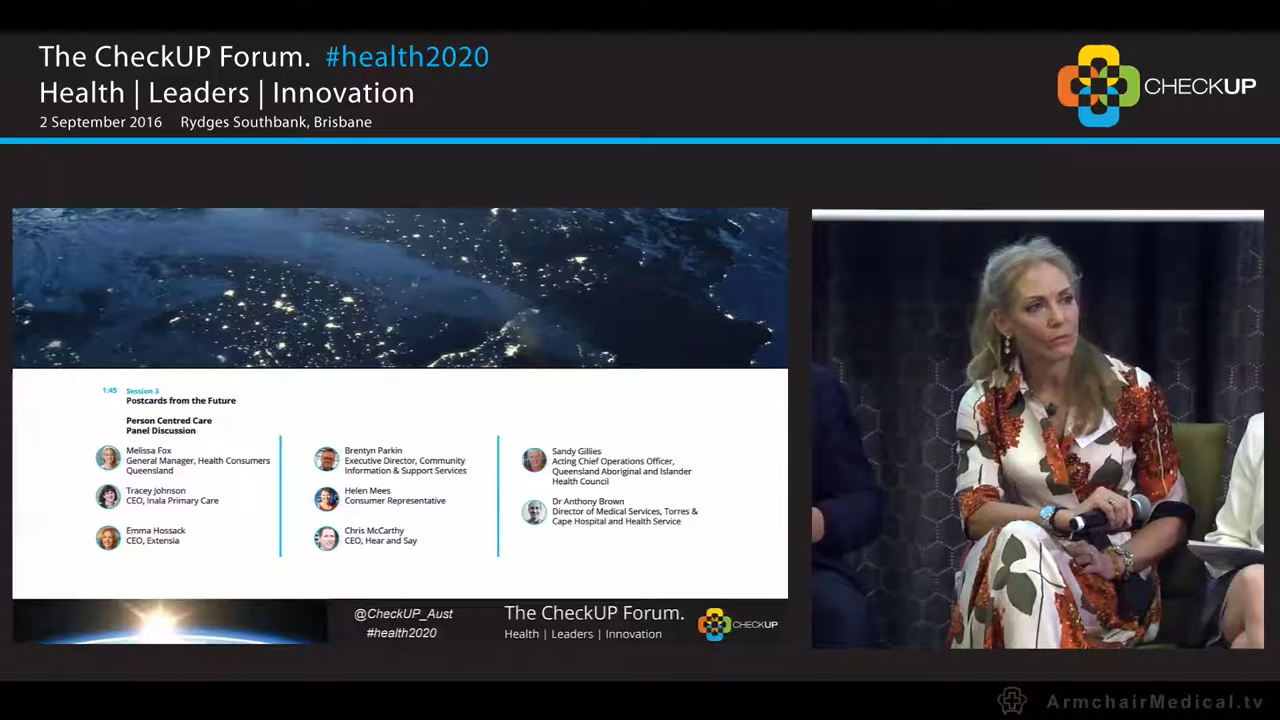 The CheckUP Forum. #health2020
Health | Leaders | Innovation
2 September 2016 Rydges Southbank, Brisbane
CHECKUP
1:45 Session 3
Postcards from the Future
Person Centred Care
Panel Discussion
Melissa Fox
General Manager, Health Consumers
Queensland
Tracey Johnson
CEO, Inala Primary Care
Emma Hossack
CEO, Extensia
Brentyn Parkin
Executive Director, Community
Information & Support Services
Helen Mees
Consumer Representative
Chris McCarthy
CEO, Hear and Say
Sandy Gillies
Acting Chief Operations Officer,
Queensland Aboriginal and Islander
Health Council
Dr Anthony Brown
Director of Medical Services, Torres &
Cape Hospital and Health Service
@CheckUP_Aust
#health2020
The CheckUP Forum.
Health | Leaders | Innovation
CHECKUP
ArmchairMedical.tv